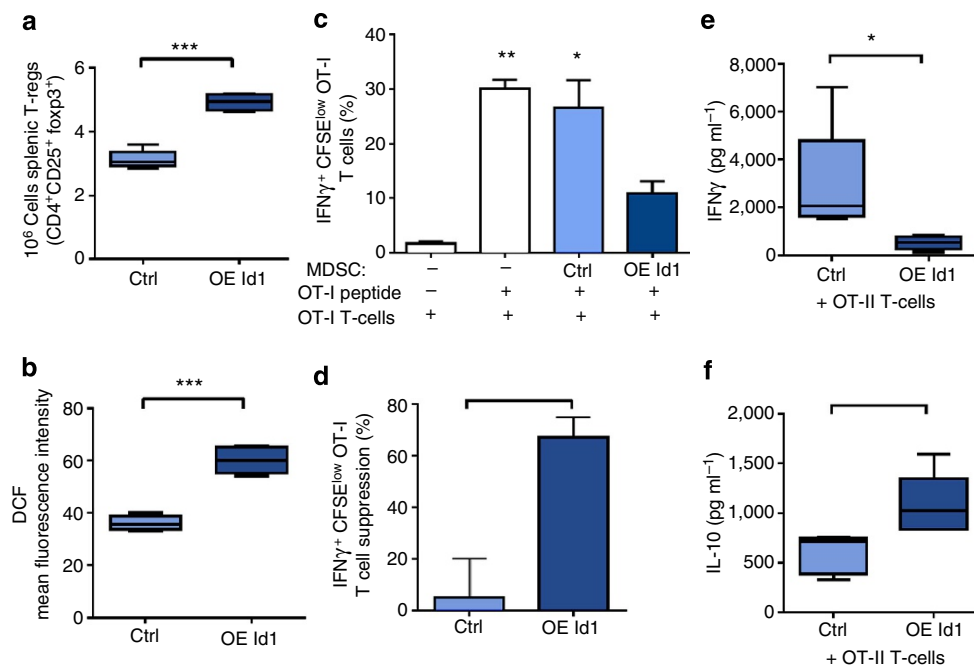 a
***
10⁶ Cells splenic T-regs
(CD4⁺CD25⁺ foxp3⁺)
6
4
2
0
Ctrl
OE Id1
b
***
DCF
mean fluorescence intensity
80
60
40
20
0
Ctrl
OE Id1
c
**
*
IFNγ⁺ CFSEˡᵒʷ OT-I
T cells (%)
40
30
20
10
0
MDSC: – – Ctrl OE Id1
OT-I peptide – + + +
OT-I T-cells + + + +
d
IFNγ⁺ CFSEˡᵒʷ OT-I
T cell suppression (%)
80
60
40
20
0
Ctrl
OE Id1
e
*
IFNγ (pg ml⁻¹)
8,000
6,000
4,000
2,000
0
Ctrl
OE Id1
+ OT-II T-cells
f
IL-10 (pg ml⁻¹)
2,000
1,500
1,000
500
0
Ctrl
OE Id1
+ OT-II T-cells